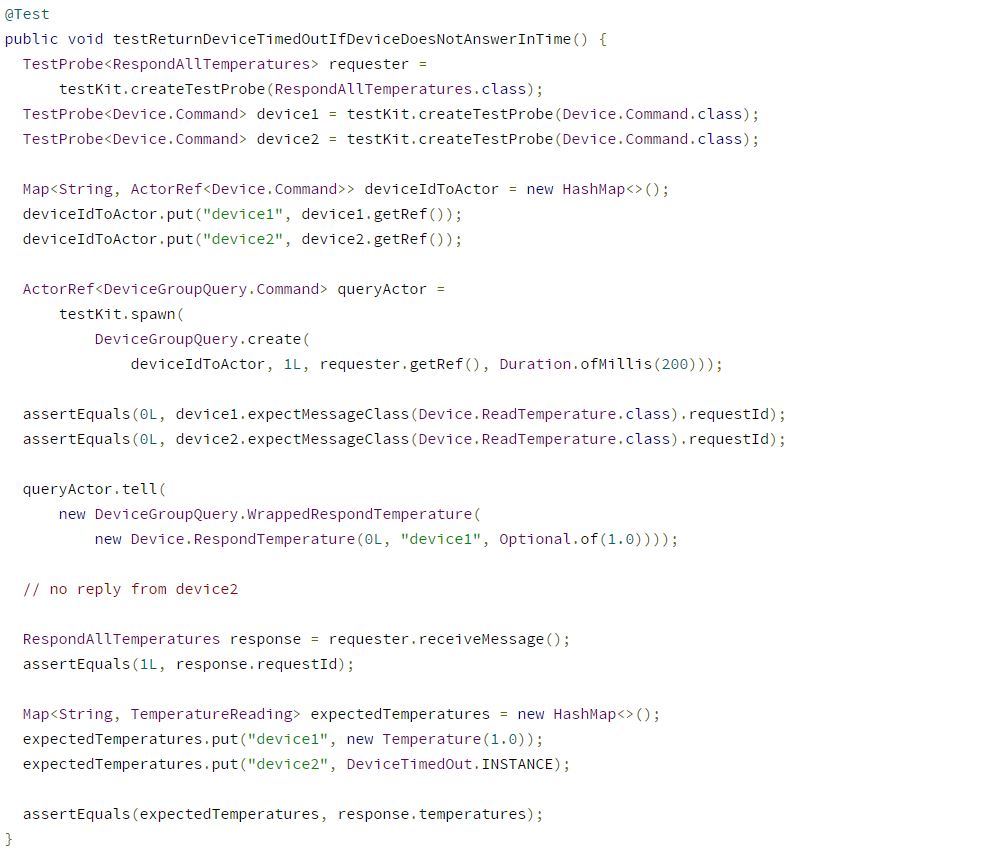 @Test
public void testReturnDeviceTimedOutIfDeviceDoesNotAnswerInTime() {
  TestProbe<RespondAllTemperatures> requester =
      testKit.createTestProbe(RespondAllTemperatures.class);
  TestProbe<Device.Command> device1 = testKit.createTestProbe(Device.Command.class);
  TestProbe<Device.Command> device2 = testKit.createTestProbe(Device.Command.class);

  Map<String, ActorRef<Device.Command>> deviceIdToActor = new HashMap<>();
  deviceIdToActor.put("device1", device1.getRef());
  deviceIdToActor.put("device2", device2.getRef());

  ActorRef<DeviceGroupQuery.Command> queryActor =
      testKit.spawn(
          DeviceGroupQuery.create(
              deviceIdToActor, 1L, requester.getRef(), Duration.ofMillis(200)));

  assertEquals(0L, device1.expectMessageClass(Device.ReadTemperature.class).requestId);
  assertEquals(0L, device2.expectMessageClass(Device.ReadTemperature.class).requestId);

  queryActor.tell(
      new DeviceGroupQuery.WrappedRespondTemperature(
          new Device.RespondTemperature(0L, "device1", Optional.of(1.0))));

  // no reply from device2

  RespondAllTemperatures response = requester.receiveMessage();
  assertEquals(1L, response.requestId);

  Map<String, TemperatureReading> expectedTemperatures = new HashMap<>();
  expectedTemperatures.put("device1", new Temperature(1.0));
  expectedTemperatures.put("device2", DeviceTimedOut.INSTANCE);

  assertEquals(expectedTemperatures, response.temperatures);
}